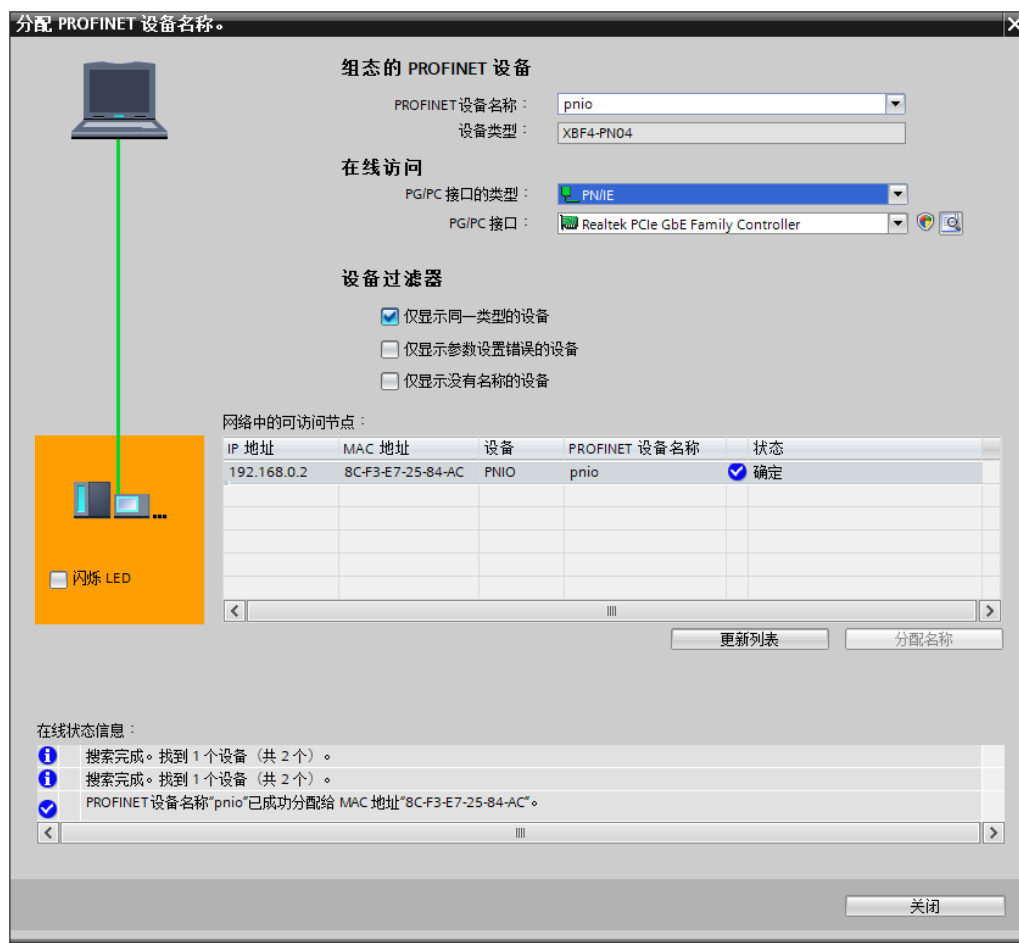 分配 PROFINET 设备名称。
组态的 PROFINET 设备
PROFINET设备名称： pnio
设备类型： XBF4-PN04
在线访问
PG/PC 接口的类型： PN/IE
PG/PC 接口： Realtek PCIe GbE Family Controller
设备过滤器
仅显示同一类型的设备
仅显示参数设置错误的设备
仅显示没有名称的设备
网络中的可访问节点：
IP 地址 MAC 地址 设备 PROFINET 设备名称 状态
192.168.0.2 8C-F3-E7-25-84-AC PNIO pnio 确定
闪烁 LED
更新列表 分配名称
在线状态信息：
搜索完成。找到 1 个设备（共 2 个）。
搜索完成。找到 1 个设备（共 2 个）。
PROFINET设备名称"pnio"已成功分配给 MAC 地址"8C-F3-E7-25-84-AC"。
关闭